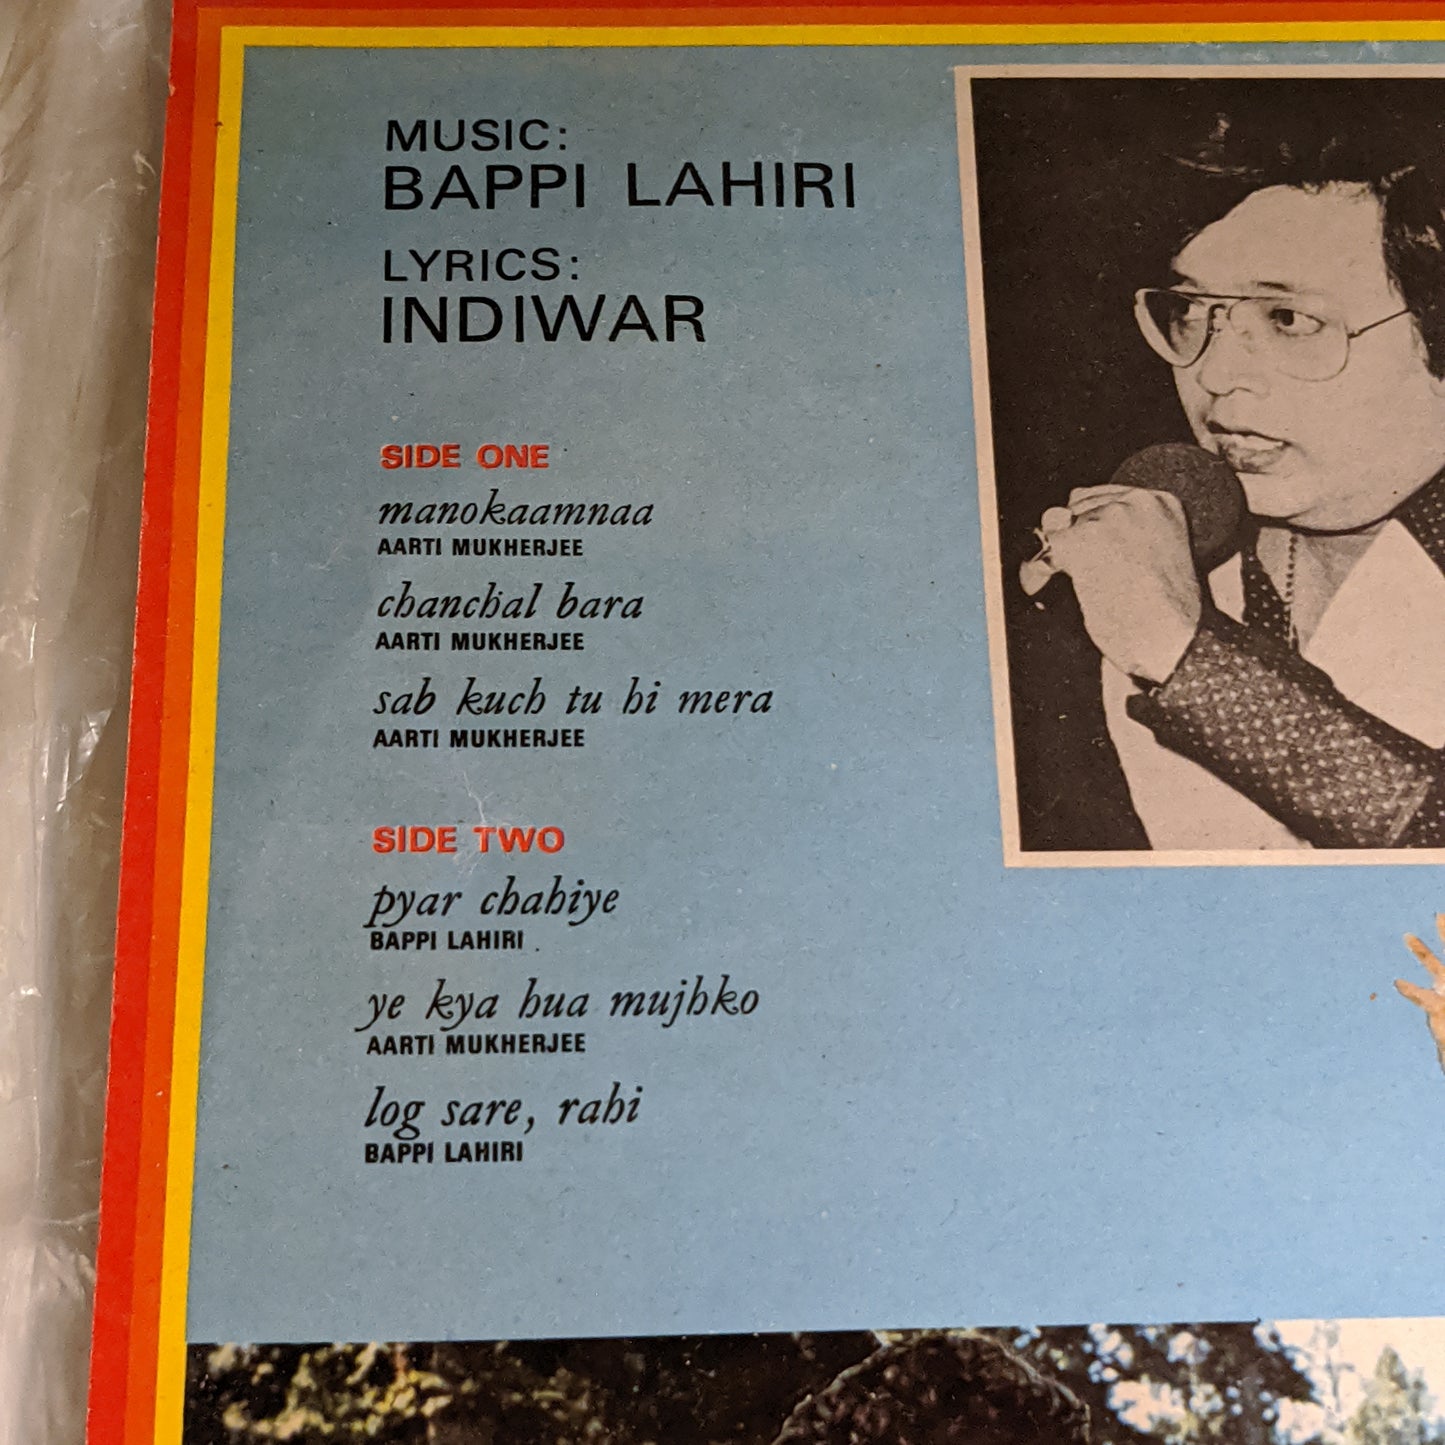 MUSIC:
BAPPI LAHIRI
LYRICS:
INDIWAR
SIDE ONE
manokaamnaa
AARTI MUKHERJEE
chanchal bara
AARTI MUKHERJEE
sab kuch tu hi mera
AARTI MUKHERJEE
SIDE TWO
pyar chahiye
BAPPI LAHIRI
ye kya hua mujhko
AARTI MUKHERJEE
log sare, rahi
BAPPI LAHIRI